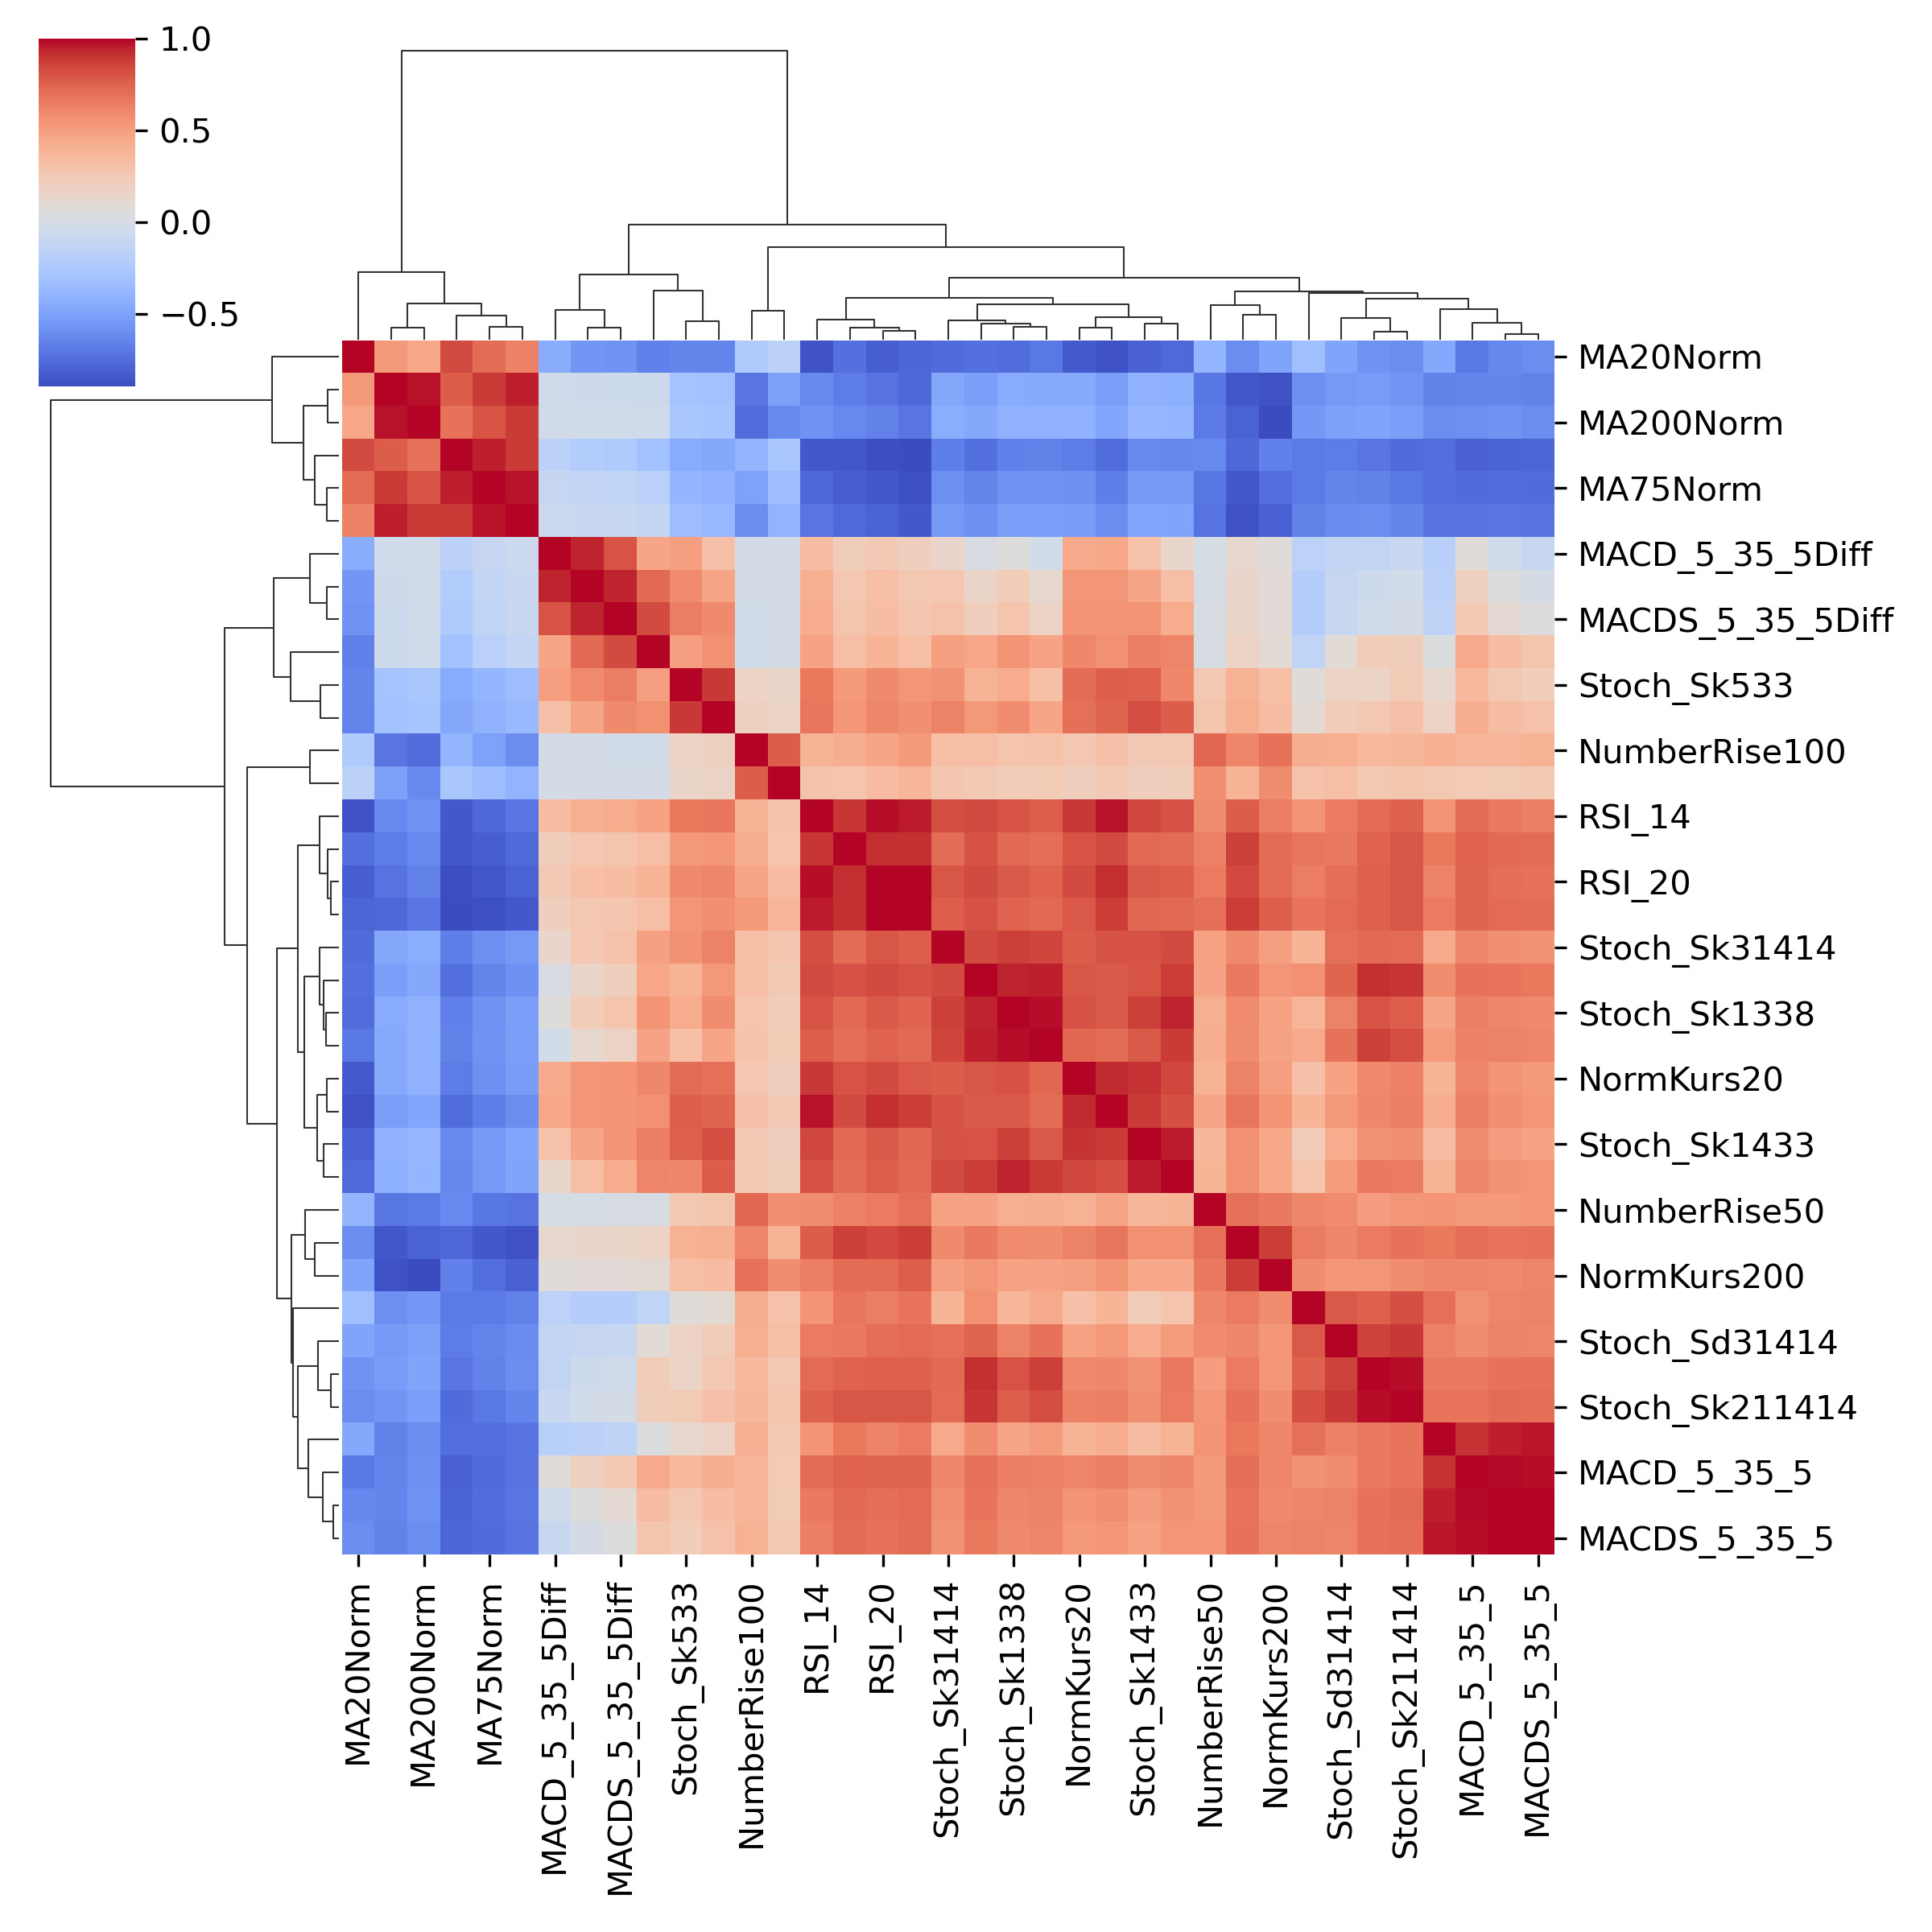 1.0
0.5
0.0
−0.5
MA20Norm
MA200Norm
MA75Norm
MACD_5_35_5Diff
MACDS_5_35_5Diff
Stoch_Sk533
NumberRise100
RSI_14
RSI_20
Stoch_Sk31414
Stoch_Sk1338
NormKurs20
Stoch_Sk1433
NumberRise50
NormKurs200
Stoch_Sd31414
Stoch_Sk211414
MACD_5_35_5
MACDS_5_35_5
MA20Norm
MA200Norm
MA75Norm
MACD_5_35_5Diff
MACDS_5_35_5Diff
Stoch_Sk533
NumberRise100
RSI_14
RSI_20
Stoch_Sk31414
Stoch_Sk1338
NormKurs20
Stoch_Sk1433
NumberRise50
NormKurs200
Stoch_Sd31414
Stoch_Sk211414
MACD_5_35_5
MACDS_5_35_5